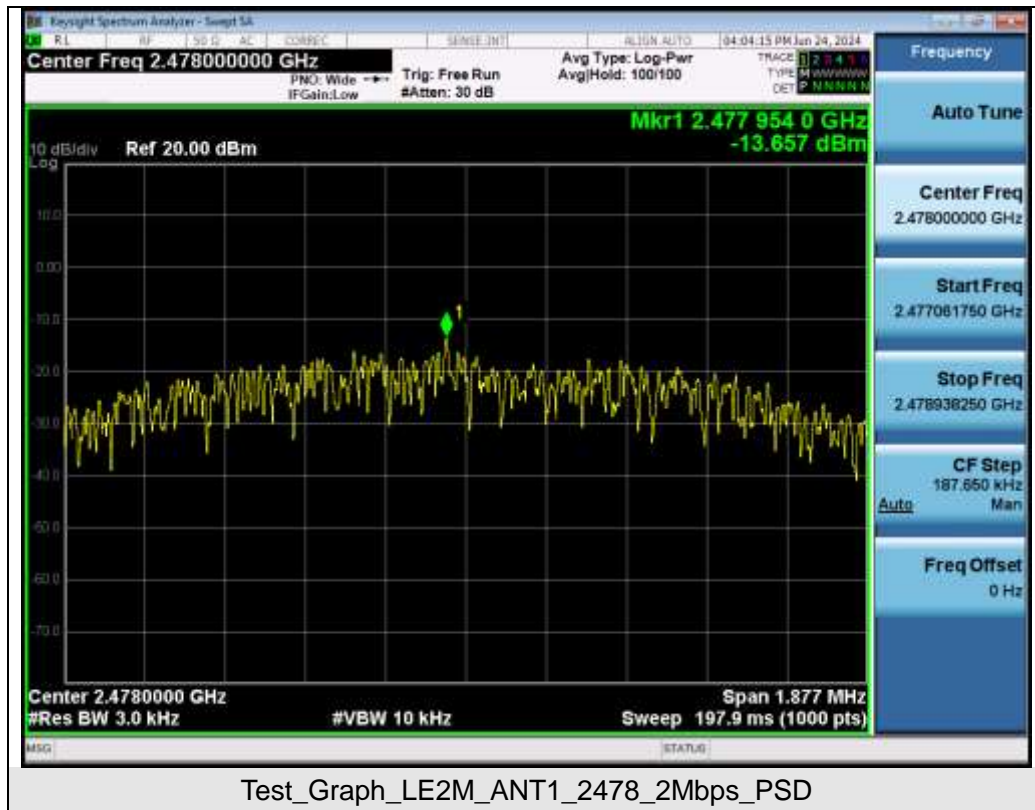 Keysight Spectrum Analyzer - Swept SA
RL RF 50 Ω AC CORREC SENSE:INT ALIGN AUTO 04:04:15 PM Jun 24, 2024
Center Freq 2.478000000 GHz
PNO: Wide
IFGain:Low
Trig: Free Run
#Atten: 30 dB
Avg Type: Log-Pwr
Avg|Hold: 100/100
TRACE 1 2 3 4 5 6
TYPE M WWWWW
DET P NNNNN
Mkr1 2.477 954 0 GHz
-13.657 dBm
10 dB/div Ref 20.00 dBm
Log
10.0
0.00
-10.0
-20.0
-30.0
-40.0
-50.0
-60.0
-70.0
1
Center 2.4780000 GHz
Span 1.877 MHz
#Res BW 3.0 kHz
#VBW 10 kHz
Sweep 197.9 ms (1000 pts)
MSG
STATUS
Frequency
Auto Tune
Center Freq
2.478000000 GHz
Start Freq
2.477061750 GHz
Stop Freq
2.478938250 GHz
CF Step
187.650 kHz
Auto Man
Freq Offset
0 Hz
Test_Graph_LE2M_ANT1_2478_2Mbps_PSD